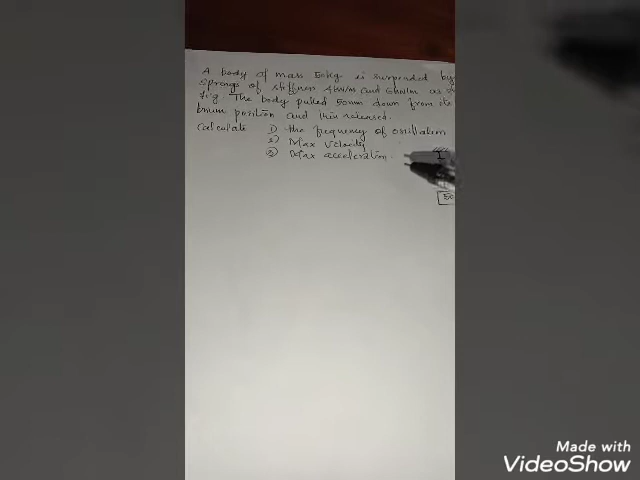 A body of mass 50kg is suspended by
springs of stiffness 4kN/m and 6kN/m as
fig. The body pulled 50mm down from its
brium position and then released.
Calculate 1) the frequency of oscillation
2) Max velocity
3) Max acceleration.
50
Made with
VideoShow